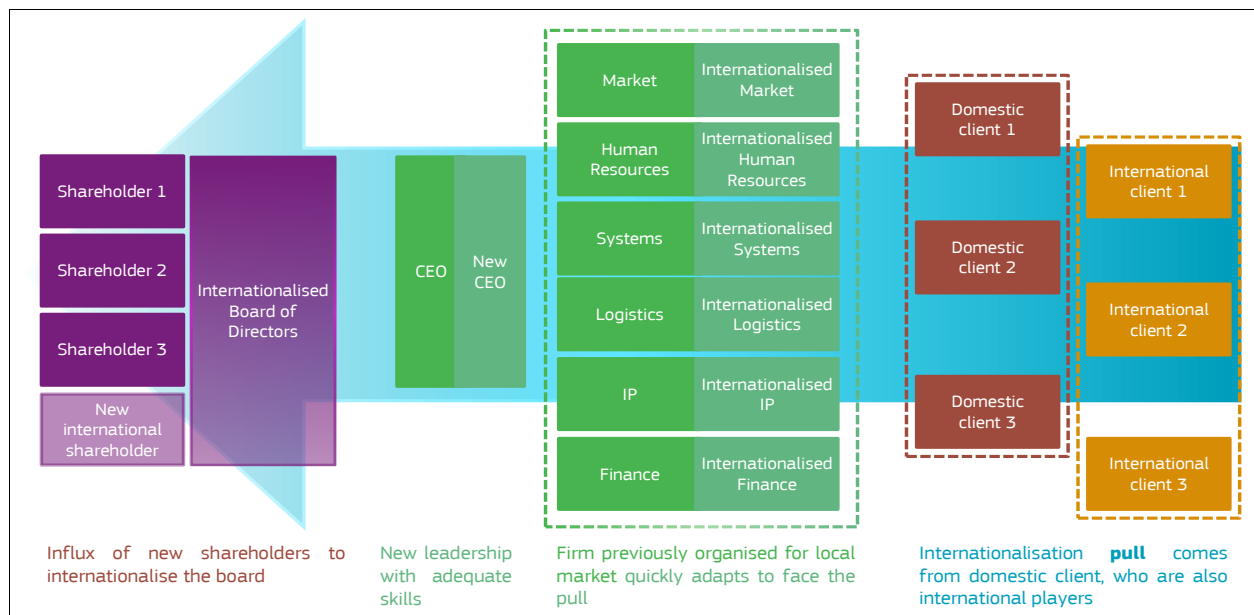 Shareholder 1
Shareholder 2
Shareholder 3
New
international
shareholder
Internationalised
Board of
Directors
CEO
New
CEO
Market
Internationalised
Market
Human
Resources
Internationalised
Human
Resources
Systems
Internationalised
Systems
Logistics
Internationalised
Logistics
IP
Internationalised
IP
Finance
Internationalised
Finance
Domestic
client 1
Domestic
client 2
Domestic
client 3
International
client 1
International
client 2
International
client 3
Influx of new shareholders to
internationalise the board
New leadership
with adequate
skills
Firm previously organised for local
market quickly adapts to face the
pull
Internationalisation pull comes
from domestic client, who are also
international players